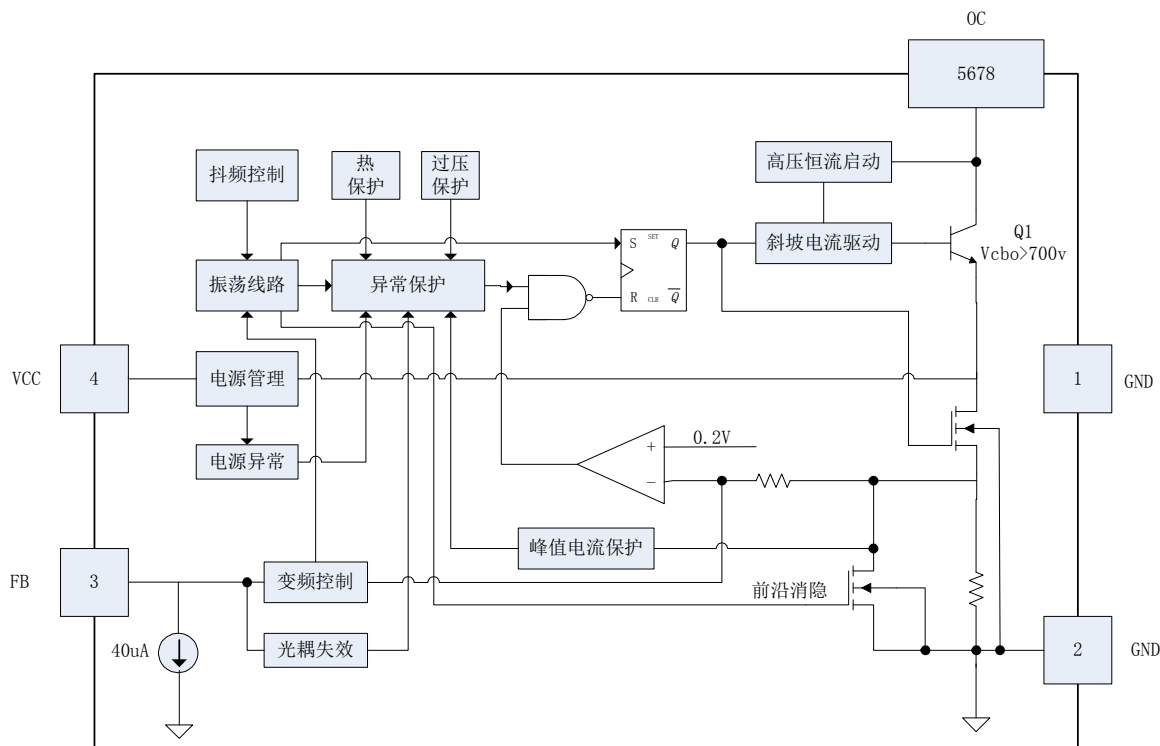 OC
5678
高压恒流启动
抖频控制
热
保护
过压
保护
S SET Q
斜坡电流驱动
Q1
Vcbo>700v
振荡线路
异常保护
R CLR Q̅
VCC
4
电源管理
1
GND
电源异常
+
0.2V
−
峰值电流保护
FB
3
变频控制
前沿消隐
40uA
光耦失效
2
GND